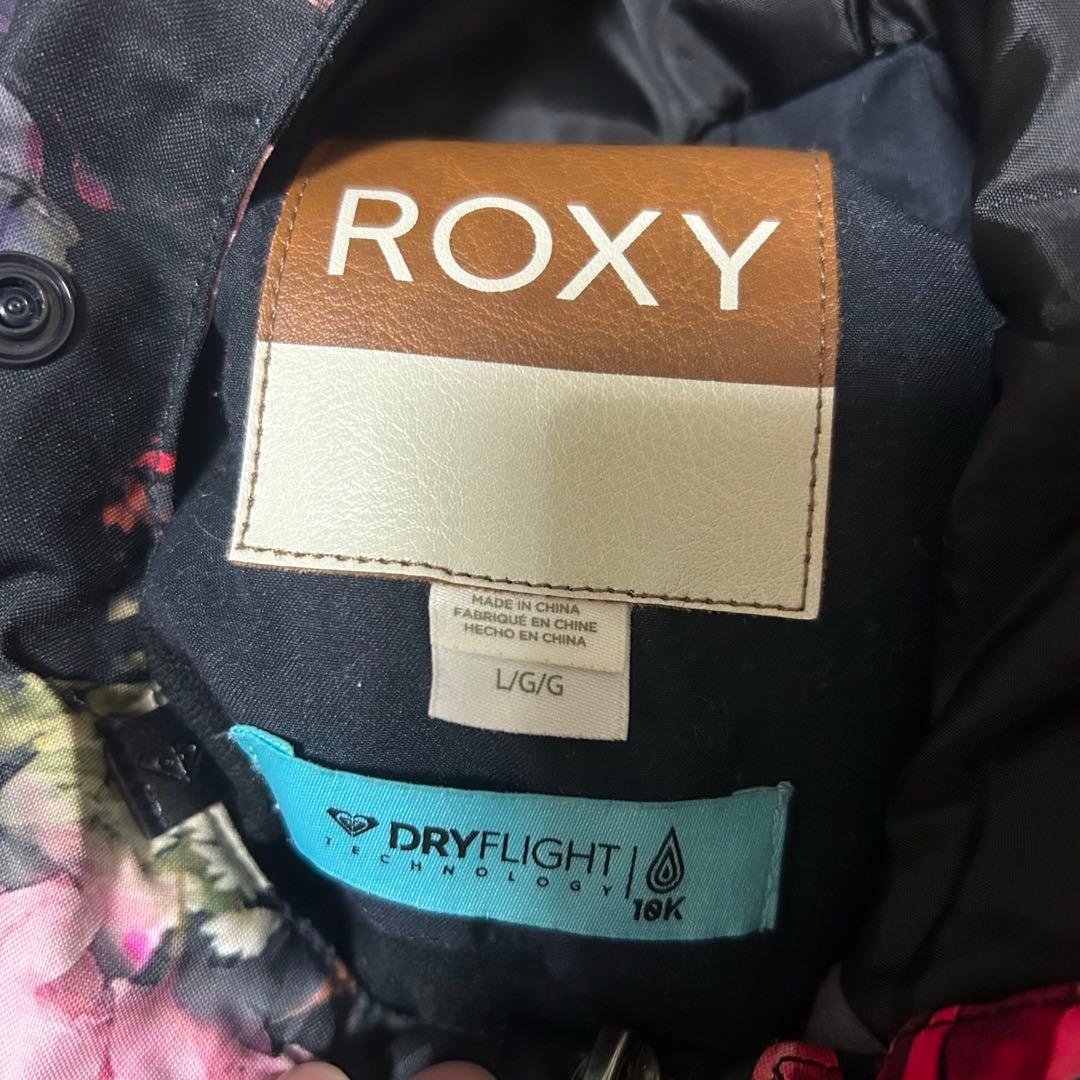 ROXY
MADE IN CHINA
FABRIQUÉ EN CHINE
HECHO EN CHINA
L/G/G
DRYFLIGHT
TECHNOLOGY
10K